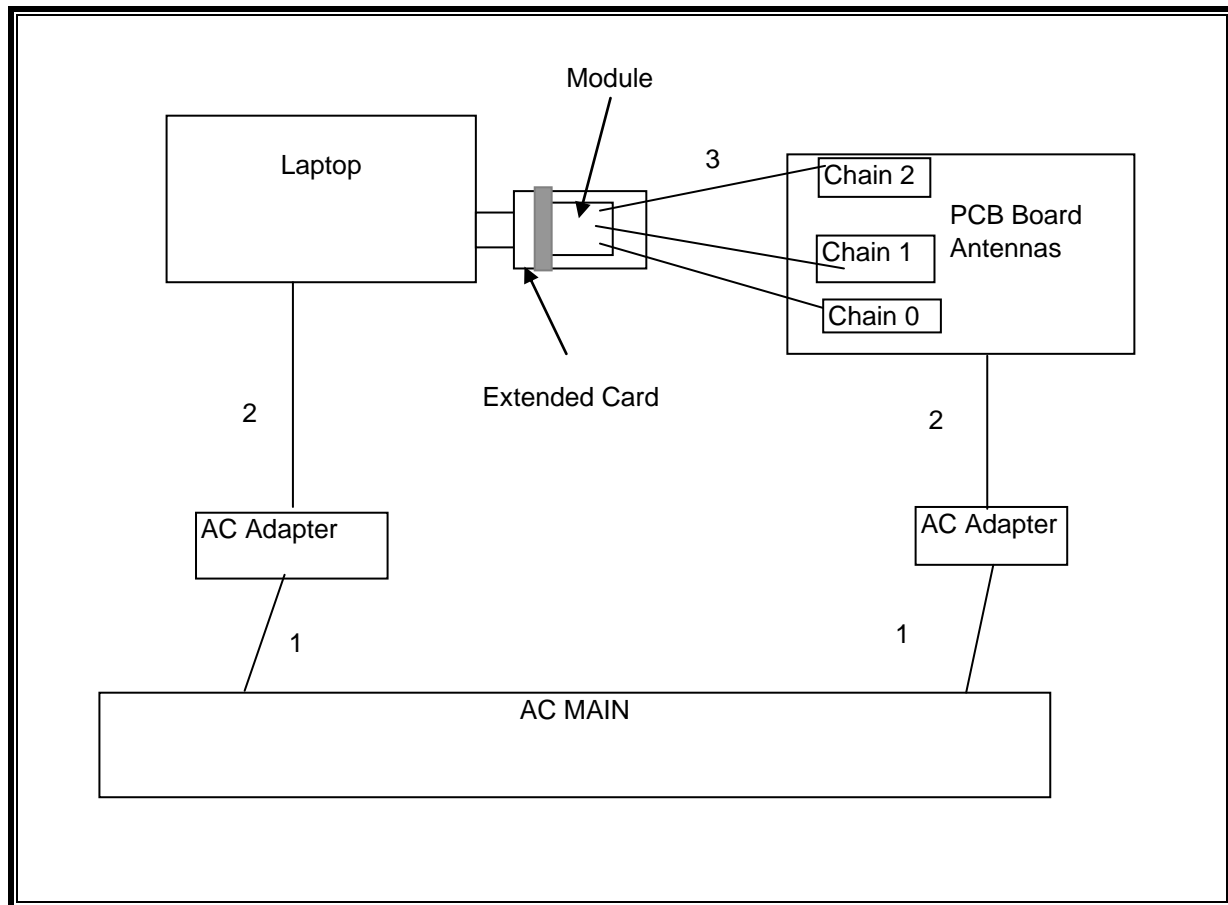 Module
Laptop
3
Chain 2
PCB Board
Antennas
Chain 1
Chain 0
Extended Card
2
2
AC Adapter
AC Adapter
1
1
AC MAIN